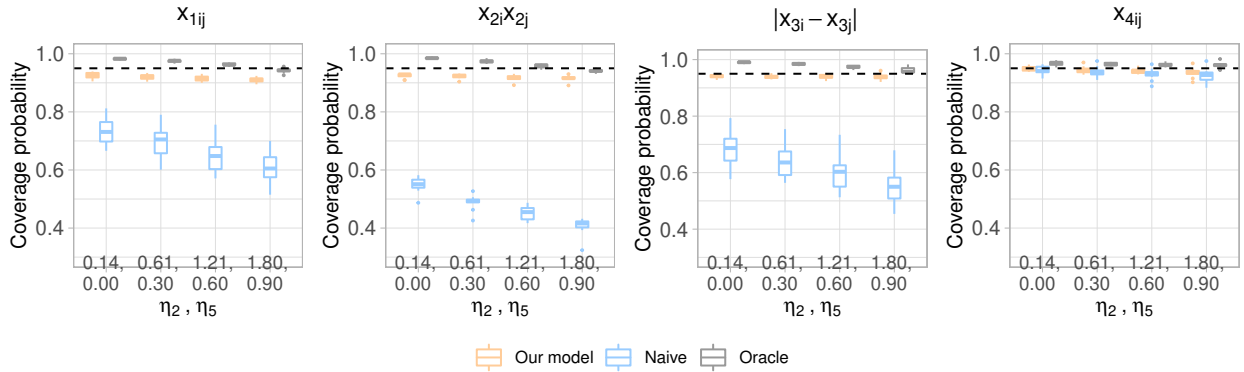 x1ij
Coverage probability
1.0
0.8
0.6
0.4
0.14, 0.61, 1.21, 1.80,
0.00 0.30 0.60 0.90
η2 , η5
x2ix2j
Coverage probability
1.0
0.8
0.6
0.4
0.14, 0.61, 1.21, 1.80,
0.00 0.30 0.60 0.90
η2 , η5
|x3i − x3j|
Coverage probability
1.0
0.8
0.6
0.4
0.14, 0.61, 1.21, 1.80,
0.00 0.30 0.60 0.90
η2 , η5
x4ij
Coverage probability
1.0
0.8
0.6
0.4
0.14, 0.61, 1.21, 1.80,
0.00 0.30 0.60 0.90
η2 , η5
Our model Naive Oracle